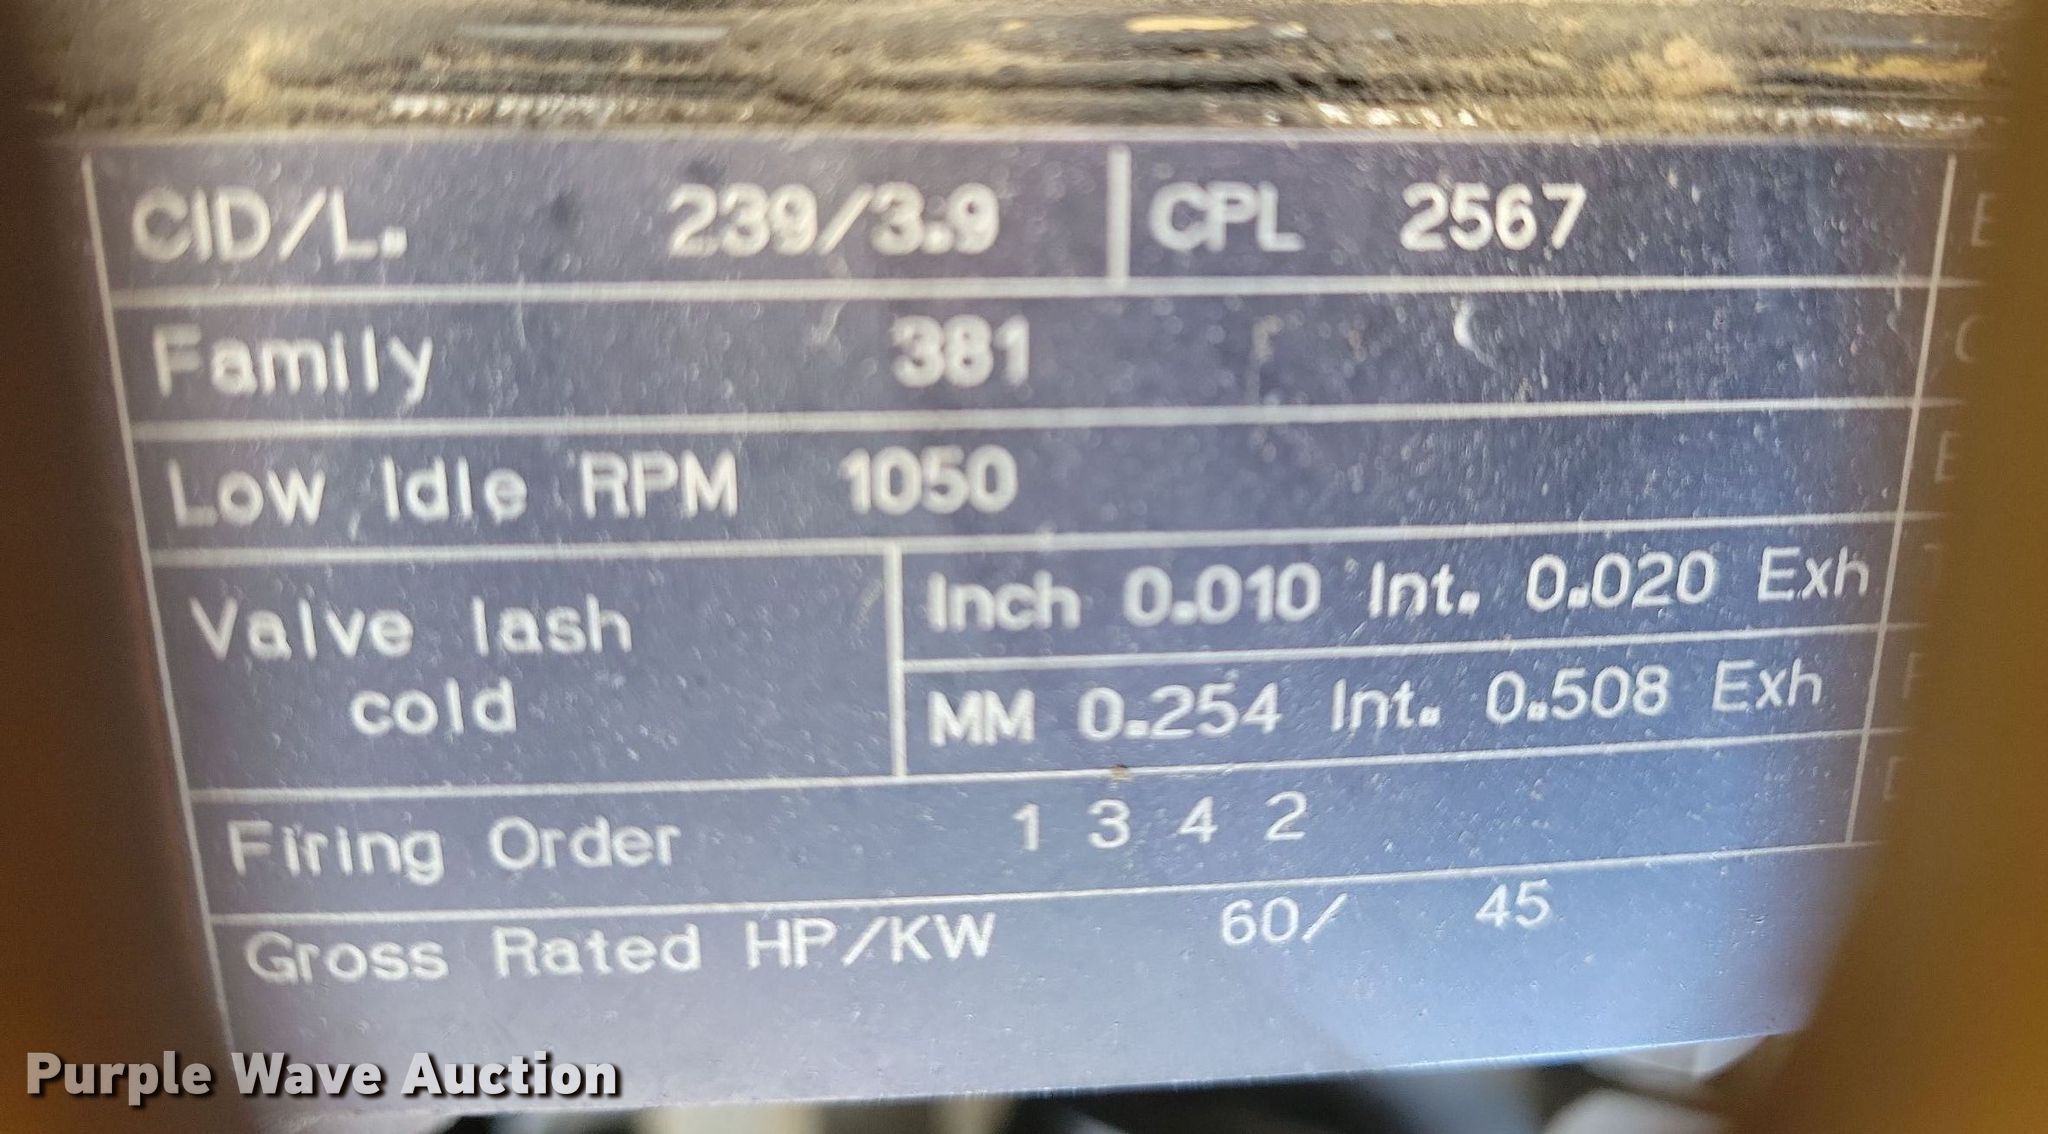 CID/L. 239/3.9 CPL 2567
Family 381
Low Idle RPM 1050
Valve lash cold
Inch 0.010 Int. 0.020 Exh
MM 0.254 Int. 0.508 Exh
Firing Order 1 3 4 2
Gross Rated HP/KW 60/ 45
Purple Wave Auction